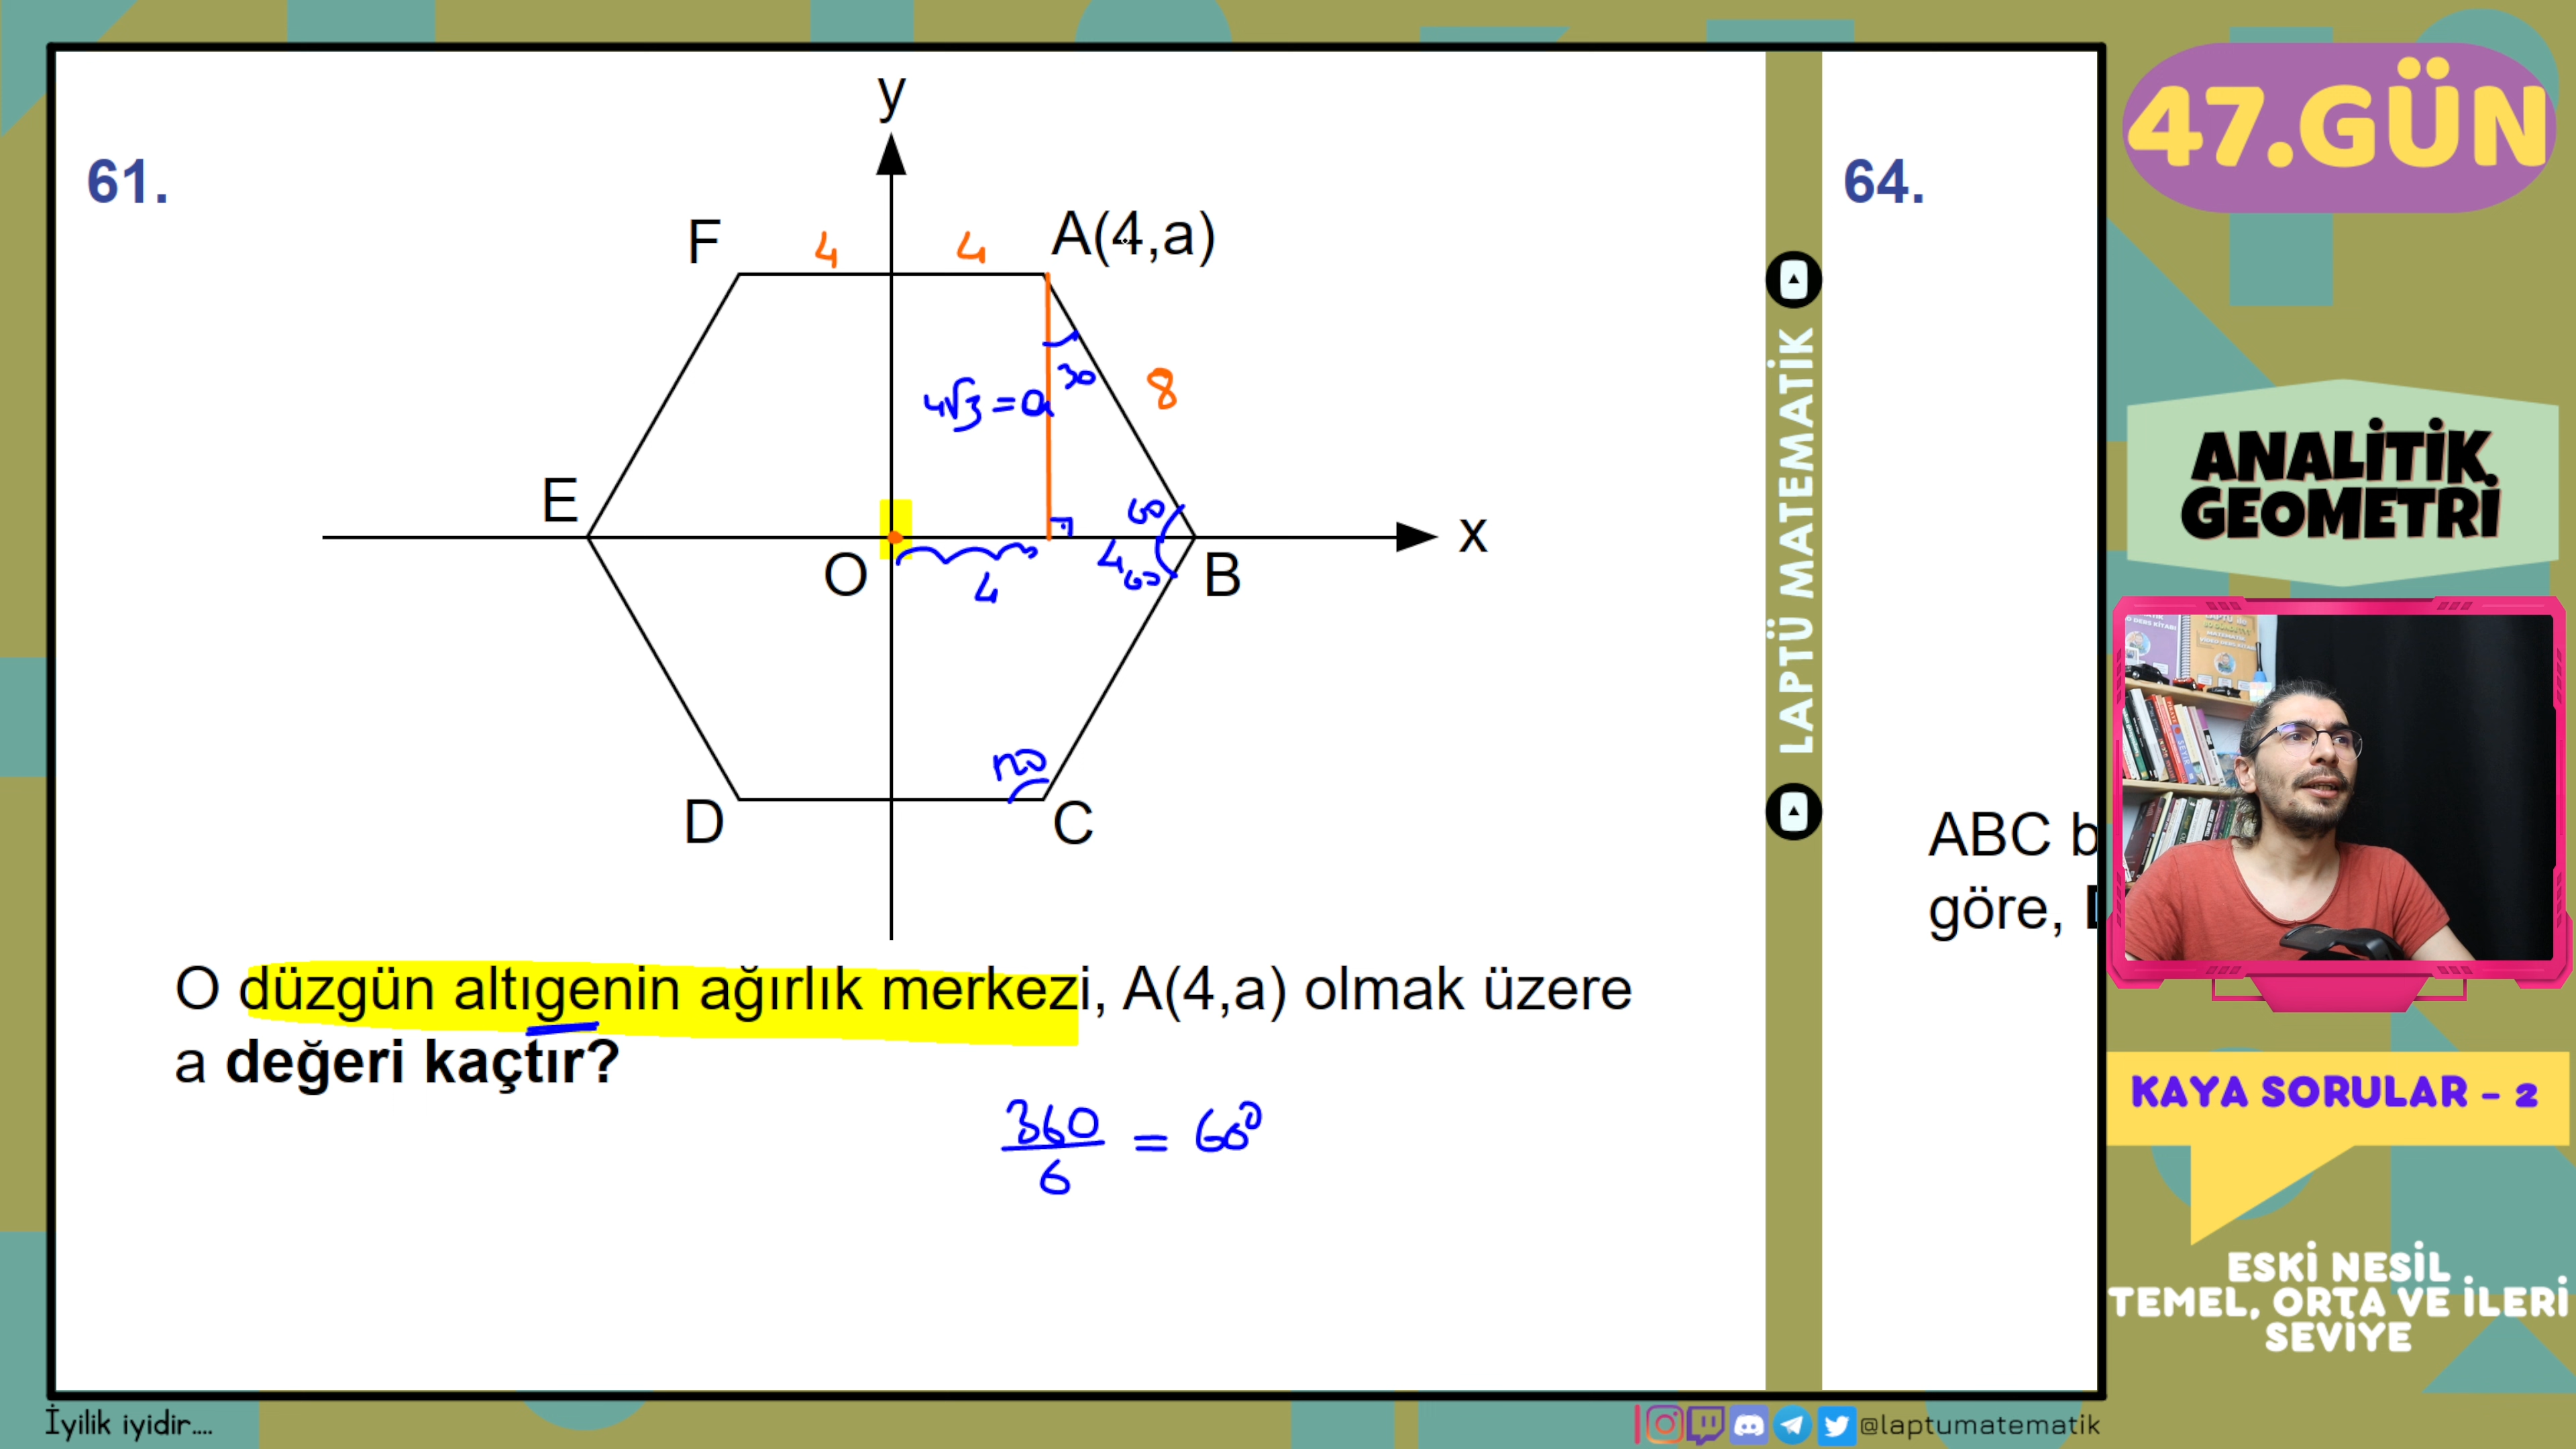 61.
y
F
4
4
A(4,a)
30
4√3 = a
8
E
60
x
O
4
4
60
B
120
D
C
O düzgün altıgenin ağırlık merkezi, A(4,a) olmak üzere
a değeri kaçtır?
360/6 = 60°
LAPTÜ MATEMATİK
64.
ABC b
göre,
47.GÜN
ANALİTİK
GEOMETRİ
KAYA SORULAR - 2
ESKİ NESİL
TEMEL, ORTA VE İLERİ
SEVİYE
İyilik iyidir....
@laptumatematik